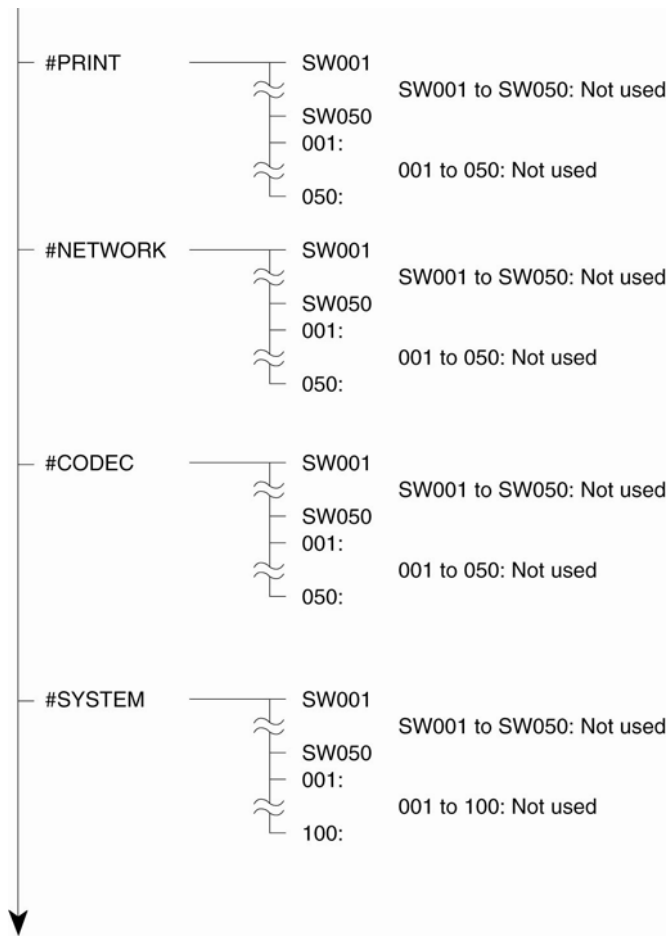 #PRINT SW001
SW001 to SW050: Not used
SW050
001:
001 to 050: Not used
050:
#NETWORK SW001
SW001 to SW050: Not used
SW050
001:
001 to 050: Not used
050:
#CODEC SW001
SW001 to SW050: Not used
SW050
001:
001 to 050: Not used
050:
#SYSTEM SW001
SW001 to SW050: Not used
SW050
001:
001 to 100: Not used
100: